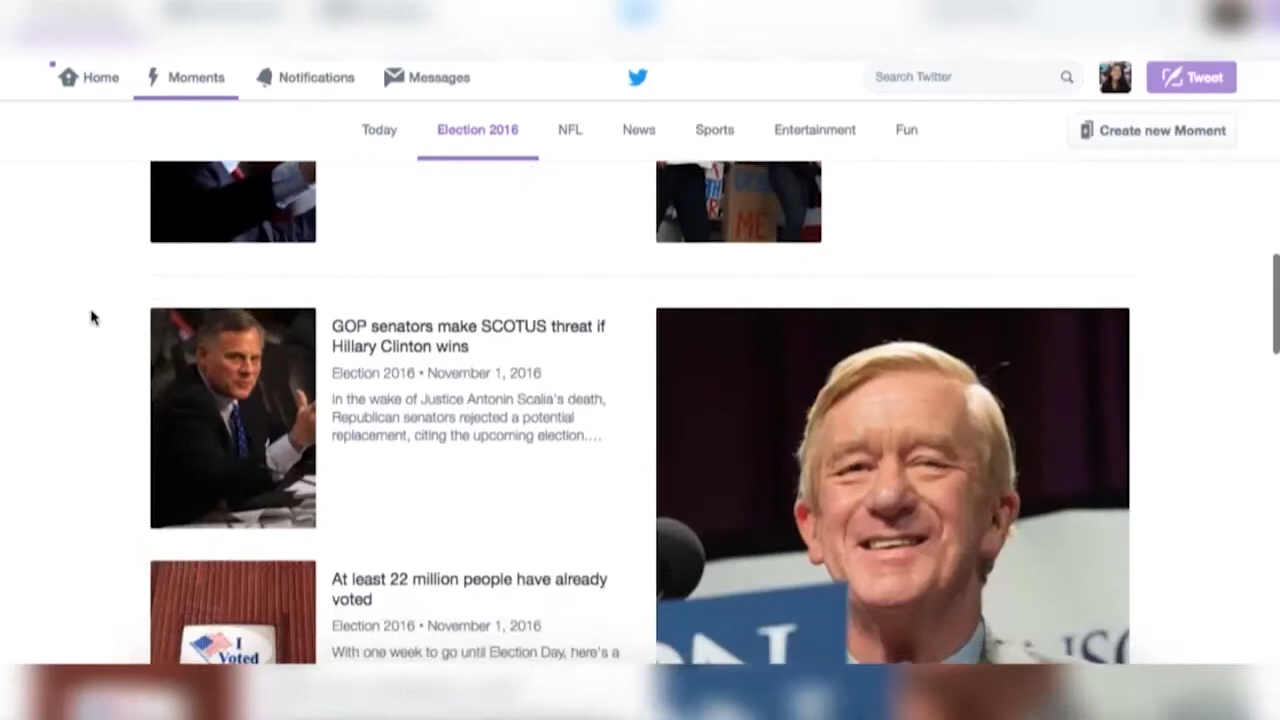 Home
Moments
Notifications
Messages
Search Twitter
Tweet
Today
Election 2016
NFL
News
Sports
Entertainment
Fun
Create new Moment
ME
GOP senators make SCOTUS threat if
Hillary Clinton wins
Election 2016 • November 1, 2016
In the wake of Justice Antonin Scalia's death,
Republican senators rejected a potential
replacement, citing the upcoming election....
At least 22 million people have already
voted
Election 2016 • November 1, 2016
With one week to go until Election Day, here's a
I
Voted